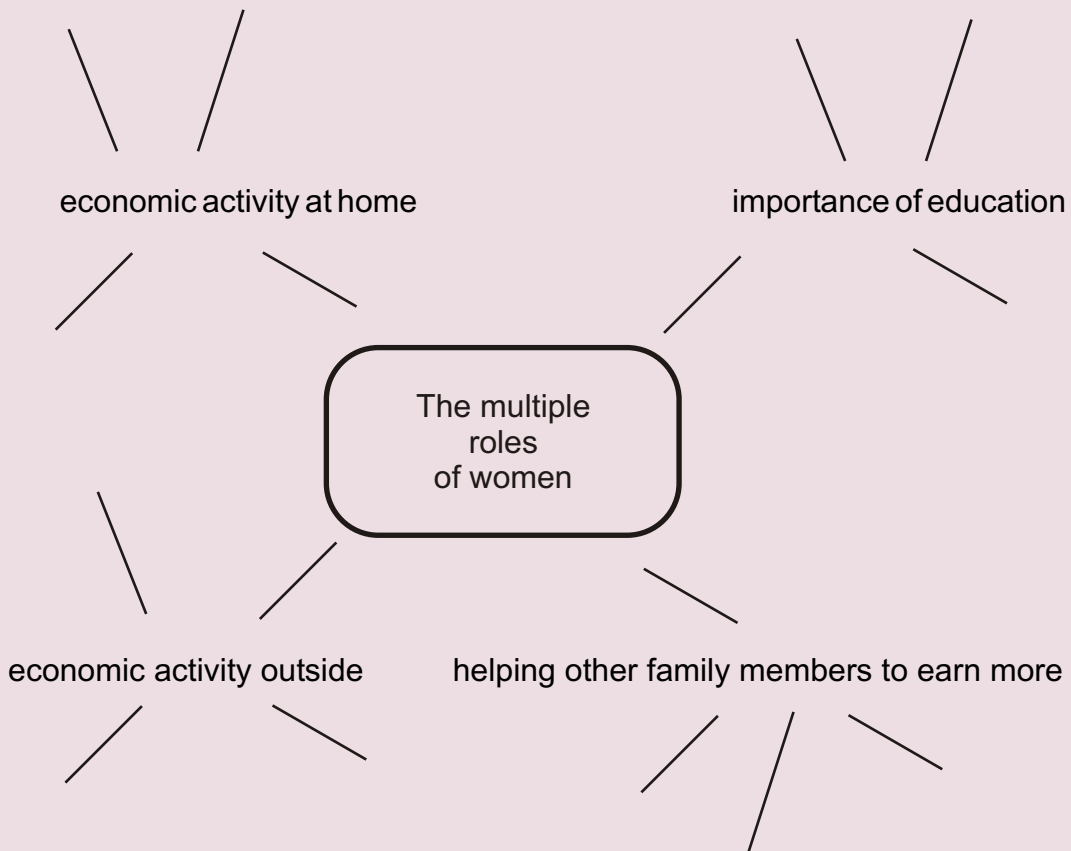 economic activity at home
importance of education
The multiple
roles
of women
economic activity outside
helping other family members to earn more